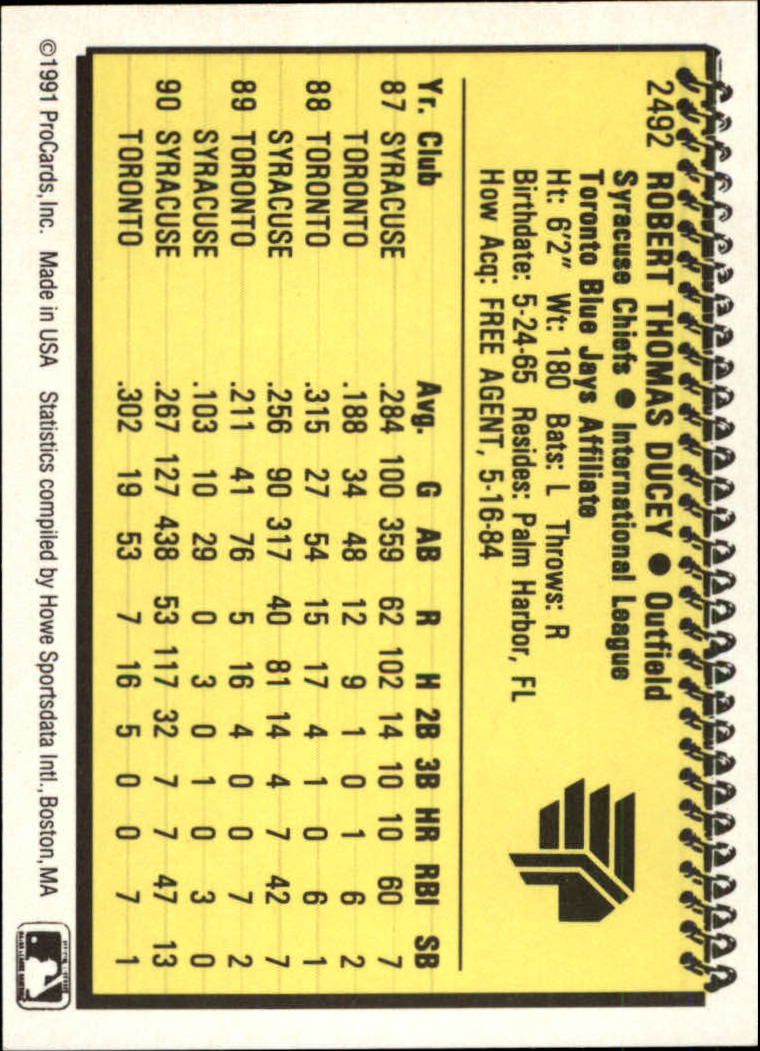 2492 ROBERT THOMAS DUCEY ● Outfield
Syracuse Chiefs ● International League
Toronto Blue Jays Affiliate
Ht: 6'2" Wt: 180 Bats: L Throws: R
Birthdate: 5-24-65 Resides: Palm Harbor, FL
How Acq: FREE AGENT, 5-16-84
Yr. Club Avg. G AB R H 2B 3B HR RBI SB
87 SYRACUSE .284 100 359 62 102 14 10 10 60 7
TORONTO .188 34 48 12 9 1 0 1 6 2
88 TORONTO .315 27 54 15 17 4 1 0 6 1
SYRACUSE .256 90 317 40 81 14 4 7 42 7
89 TORONTO .211 41 76 5 16 4 0 0 7 2
SYRACUSE .103 10 29 0 3 0 1 0 3 0
90 SYRACUSE .267 127 438 53 117 32 7 7 47 13
TORONTO .302 19 53 7 16 5 0 0 7 1
©1991 ProCards, Inc. Made in USA Statistics compiled by Howe Sportsdata Intl., Boston, MA